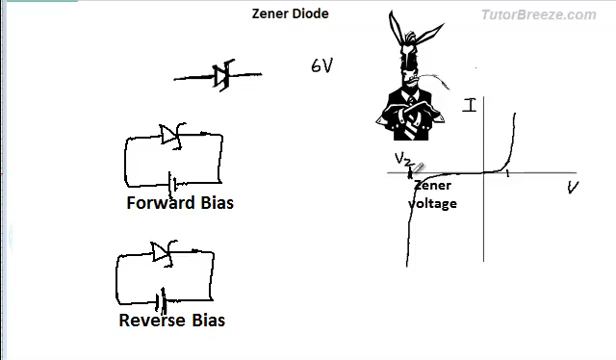 Zener Diode
TutorBreeze.com
6V
I
Vz
Zener
voltage
V
Forward Bias
Reverse Bias